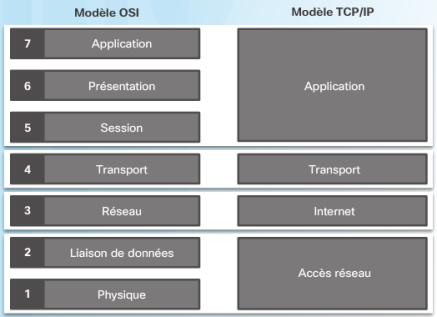 Modèle OSI
Modèle TCP/IP
7 Application
6 Présentation
Application
5 Session
4 Transport
Transport
3 Réseau
Internet
2 Liaison de données
Accès réseau
1 Physique